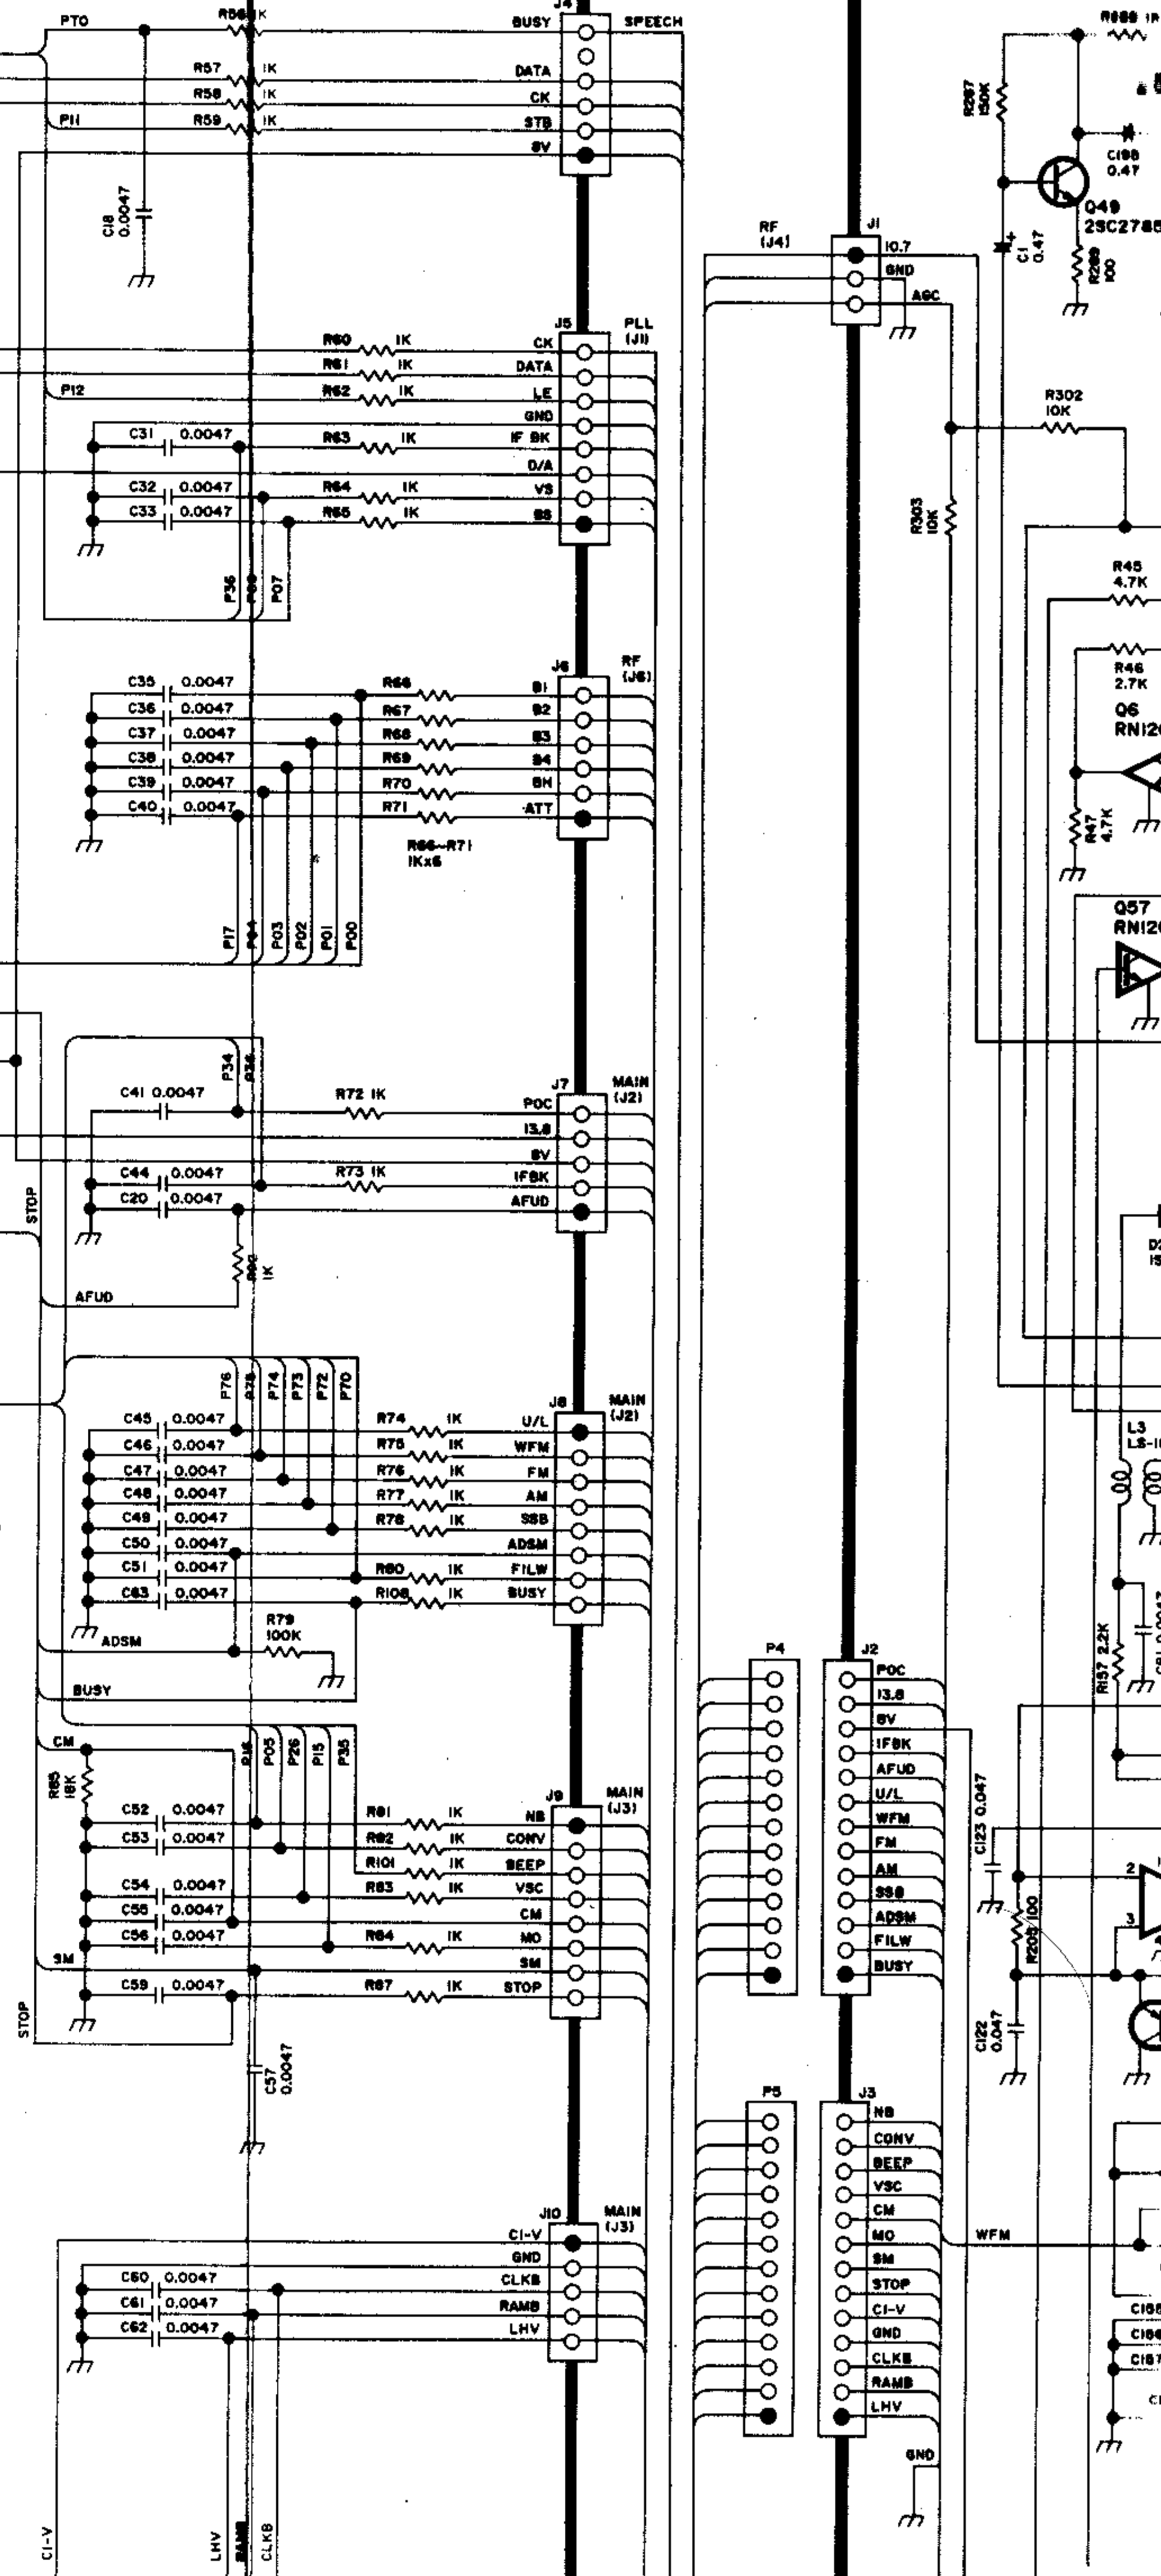 J4
PT0 R56 1K BUSY SPEECH
R57 1K DATA
R58 1K CK
P11 R59 1K STB
8V
C18
0.0047
R267
150K
C198
0.47
Q49
2SC2785
C1
0.47
+
R269
100
RF
(J4)
J1
10.7
GND
AGC
J5 PLL
(J1)
R60 1K CK
R61 1K DATA
P12 R62 1K LE
GND
C31 0.0047 R63 1K IF BK
D/A
C32 0.0047 R64 1K VS
C33 0.0047 R65 1K
P36 P07
R302
10K
R303
10K
R45
4.7K
R46
2.7K
Q6
RN12
R47
4.7K
Q57
RN12
J6 RF
(J6)
C35 0.0047 R66 B1
C36 0.0047 R67 B2
C37 0.0047 R68 B3
C38 0.0047 R69 B4
C39 0.0047 R70
C40 0.0047 R71 ATT
R66~R71
1Kx6
P17 P04 P03 P02 P01 P00
P34
J7 MAIN
(J2)
C41 0.0047 R72 1K POC
13.8
8V
C44 0.0047 R73 1K IFBK
C20 0.0047 AFUD
STOP
1K
AFUD
P76 P75 P74 P73 P72 P70
J8 MAIN
(J2)
C45 0.0047 R74 1K U/L
C46 0.0047 R75 1K WFM
C47 0.0047 R76 1K FM
C48 0.0047 R77 1K AM
C49 0.0047 R78 1K SSB
C50 0.0047 ADSM
C51 0.0047 R80 1K FILW
C63 0.0047 R108 1K BUSY
ADSM R79
100K
BUSY
L3
R157 2.2K
P4 J2
POC
13.8
8V
IFBK
AFUD
U/L
WFM
FM
AM
SSB
ADSM
FILW
BUSY
C123 0.047
R205 100
2
3
C122
0.047
CM
R85
18K
P05 P26 P15 P35
J9 MAIN
(J3)
C52 0.0047 R81 1K NB
C53 0.0047 R82 1K CONV
R101 1K BEEP
C54 0.0047 R83 1K VSC
C55 0.0047 CM
C56 0.0047 R84 1K MO
SM SM
C59 0.0047 R87 1K STOP
STOP
C57
0.0047
P5 J3
NB
CONV
BEEP
VSC
CM
MO
SM
STOP
CI-V
GND
CLKB
RAMB
LHV
WFM
GND
J10 MAIN
(J3)
CI-V
GND
C60 0.0047 CLKB
C61 0.0047 RAMB
C62 0.0047 LHV
CI-V LHV RAMB CLKB